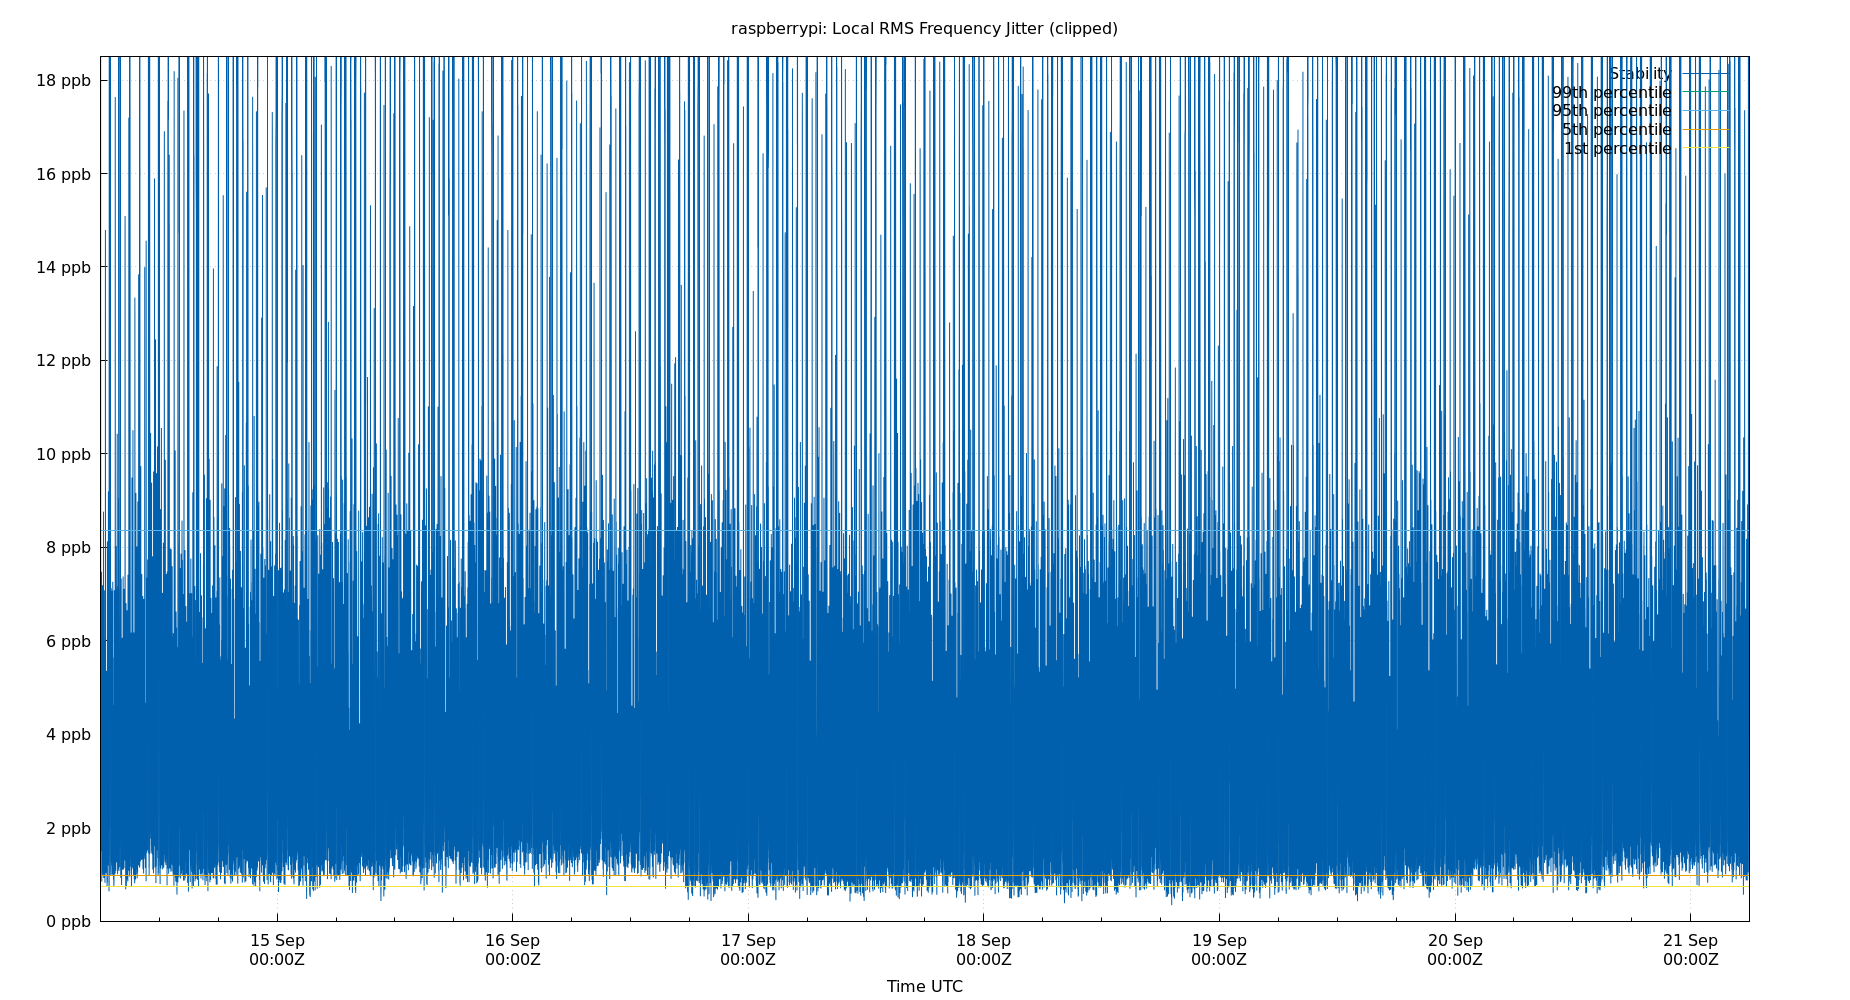 raspberrypi: Local RMS Frequency Jitter (clipped)
18 ppb
16 ppb
14 ppb
12 ppb
10 ppb
8 ppb
6 ppb
4 ppb
2 ppb
0 ppb
Stability
99th percentile
95th percentile
5th percentile
1st percentile
15 Sep 16 Sep 17 Sep 18 Sep 19 Sep 20 Sep 21 Sep
00:00Z 00:00Z 00:00Z 00:00Z 00:00Z 00:00Z 00:00Z
Time UTC